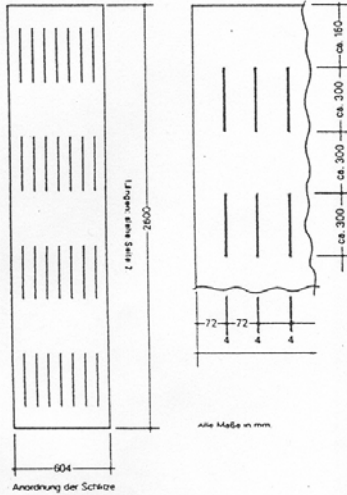 ca. 160
ca. 300
ca. 300
ca. 300
Längen: siehe Seite 2
2600
72 72
4 4 4
Alle Maße in mm
604
Anordnung der Schlitze